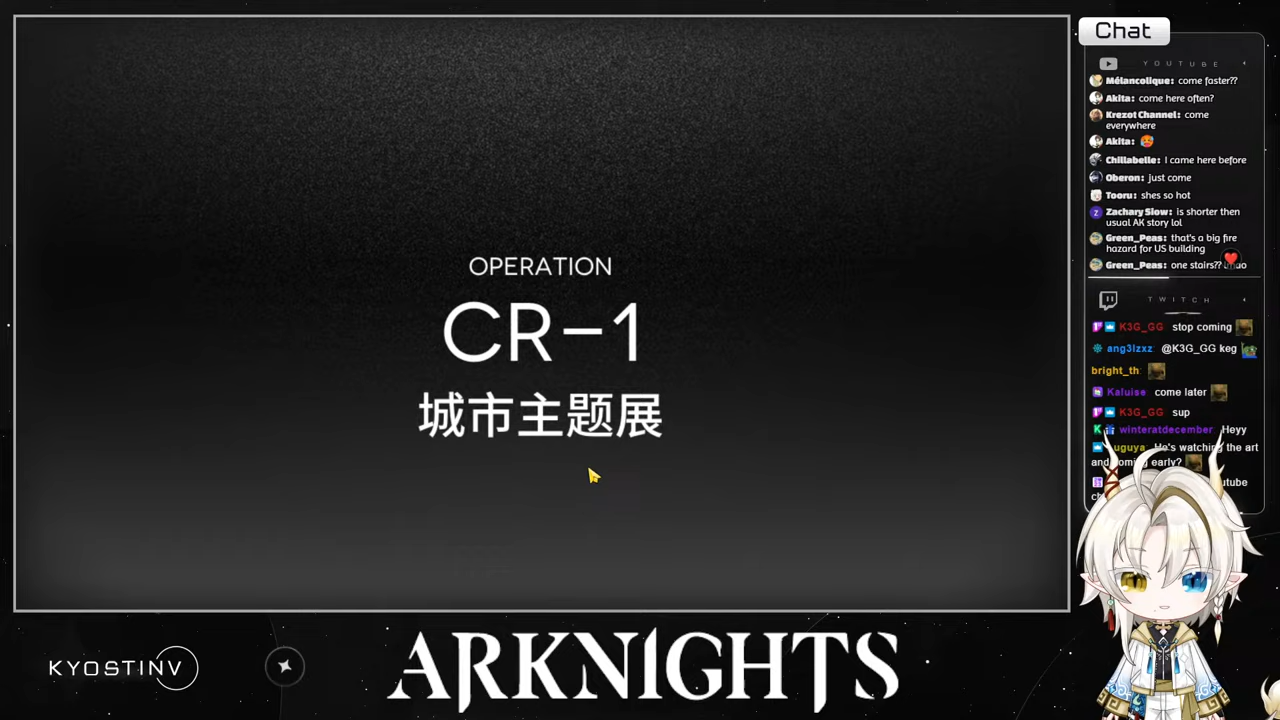 Chat
OPERATION
CR-1
城市主题展
YOUTUBE
Mélancolique: come faster??
Akita: come here often?
Krezot Channel: come
everywhere
Akita:
Chillabelle: I came here before
Oberon: just come
Tooru: shes so hot
Z Zachary Siow: is shorter then
usual AK story lol
Green_Peas: that's a big fire
hazard for US building
Green_Peas: one stairs??
TWITCH
K3G_GG stop coming
ang3lzxz: @K3G_GG keg
bright_th:
Kaluise come later
K3G_GG sup
winteratdecember: Heyy
He's watching the art
early?
KYOSTINV
ARKNIGHTS